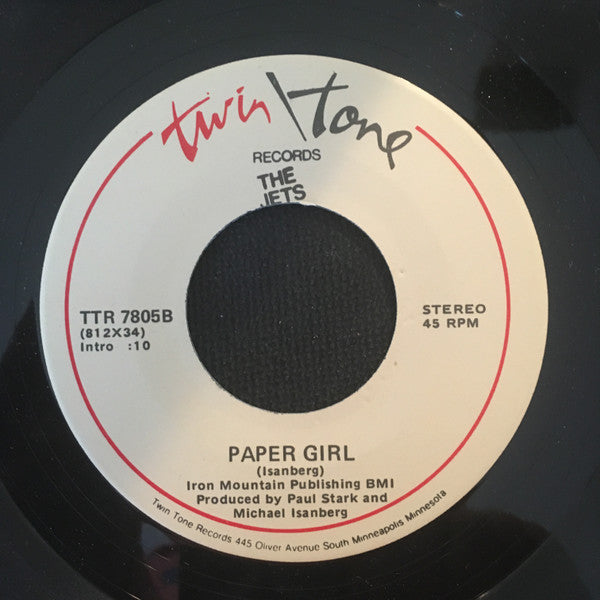 twin\tone
RECORDS
THE
JETS
TTR 7805B
(812X34)
Intro :10
STEREO
45 RPM
PAPER GIRL
(Isanberg)
Iron Mountain Publishing BMI
Produced by Paul Stark and
Michael Isanberg
Twin Tone Records 445 Oliver Avenue South Minneapolis Minnesota